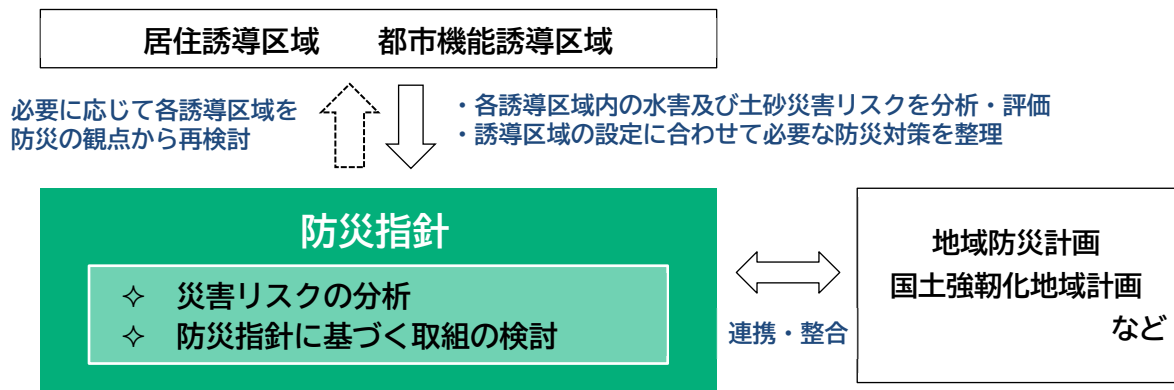 居住誘導区域　　都市機能誘導区域
必要に応じて各誘導区域を
防災の観点から再検討
・各誘導区域内の水害及び土砂災害リスクを分析・評価
・誘導区域の設定に合わせて必要な防災対策を整理
防災指針
✧　災害リスクの分析
✧　防災指針に基づく取組の検討
連携・整合
地域防災計画
国土強靭化地域計画
など